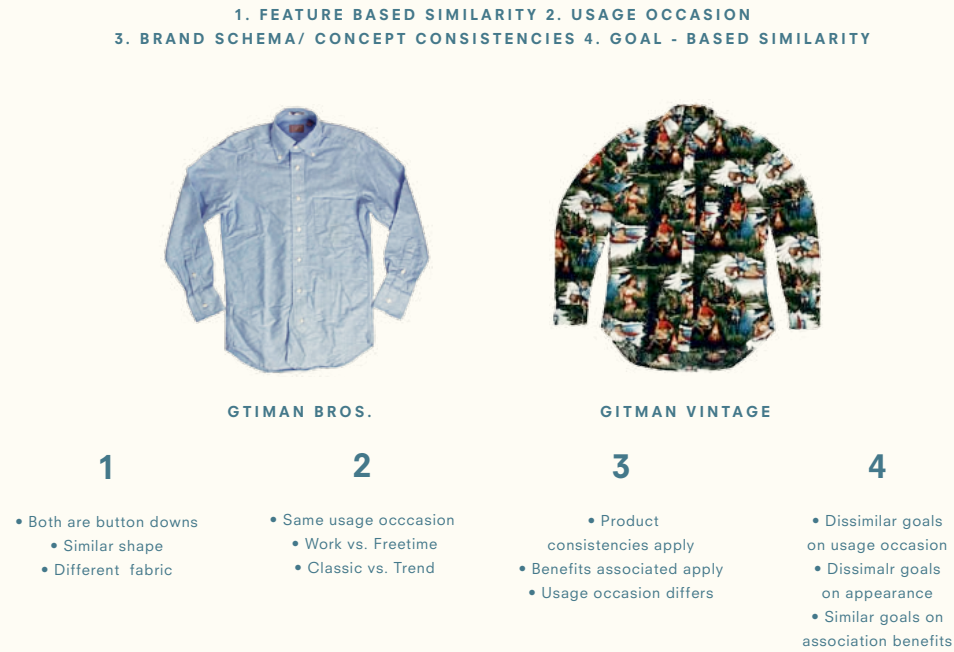 1. FEATURE BASED SIMILARITY 2. USAGE OCCASION
3. BRAND SCHEMA/ CONCEPT CONSISTENCIES 4. GOAL - BASED SIMILARITY
GTIMAN BROS.
GITMAN VINTAGE
1
• Both are button downs
• Similar shape
• Different fabric
2
• Same usage occcasion
• Work vs. Freetime
• Classic vs. Trend
3
• Product
consistencies apply
• Benefits associated apply
• Usage occasion differs
4
• Dissimilar goals
on usage occasion
• Dissimalr goals
on appearance
• Similar goals on
association benefits